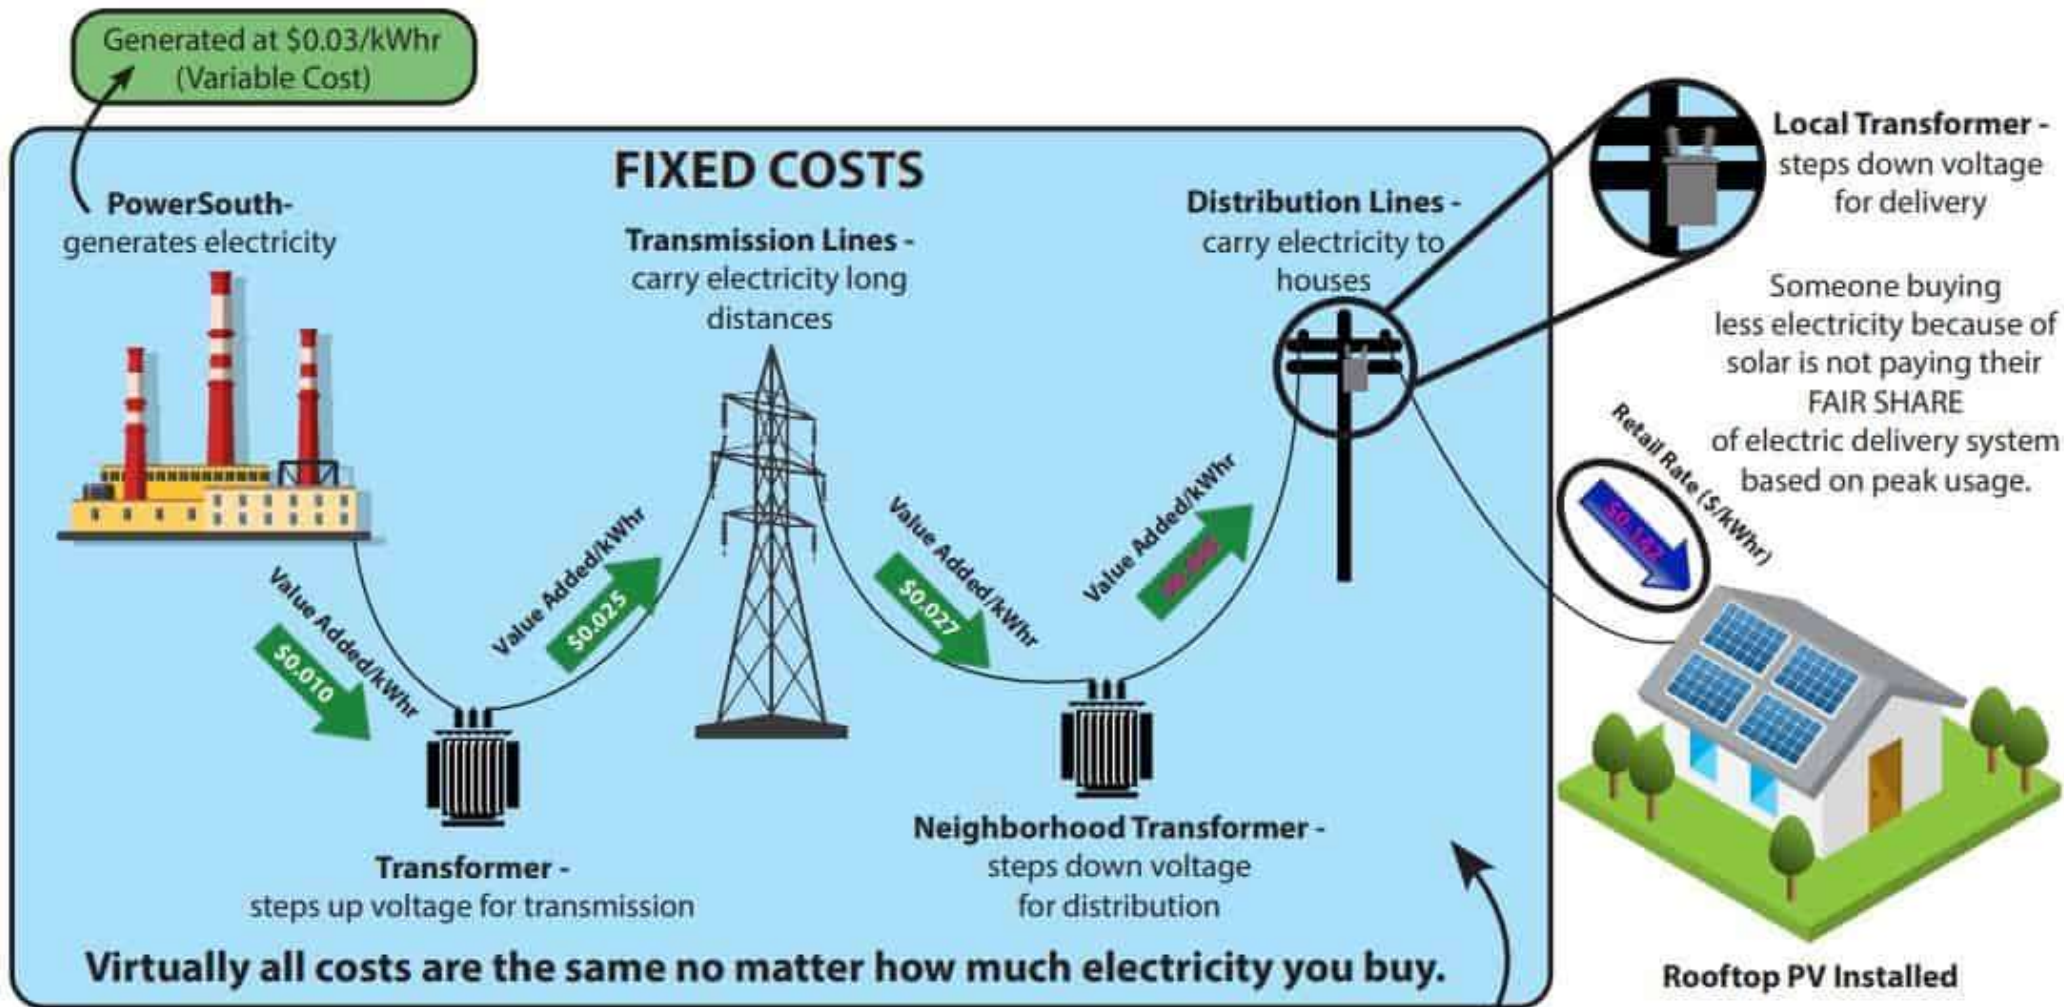 Generated at $0.03/kWhr
(Variable Cost)
FIXED COSTS
PowerSouth-
generates electricity
Transmission Lines -
carry electricity long
distances
Distribution Lines -
carry electricity to
houses
Local Transformer -
steps down voltage
for delivery
Someone buying
less electricity because of
solar is not paying their
FAIR SHARE
of electric delivery system
based on peak usage.
Value Added/kWhr
$0.010
Value Added/kWhr
$0.025
Value Added/kWhr
$0.027
Value Added/kWhr
Retail Rate ($/kWhr)
Transformer -
steps up voltage for transmission
Neighborhood Transformer -
steps down voltage
for distribution
Virtually all costs are the same no matter how much electricity you buy.
Rooftop PV Installed